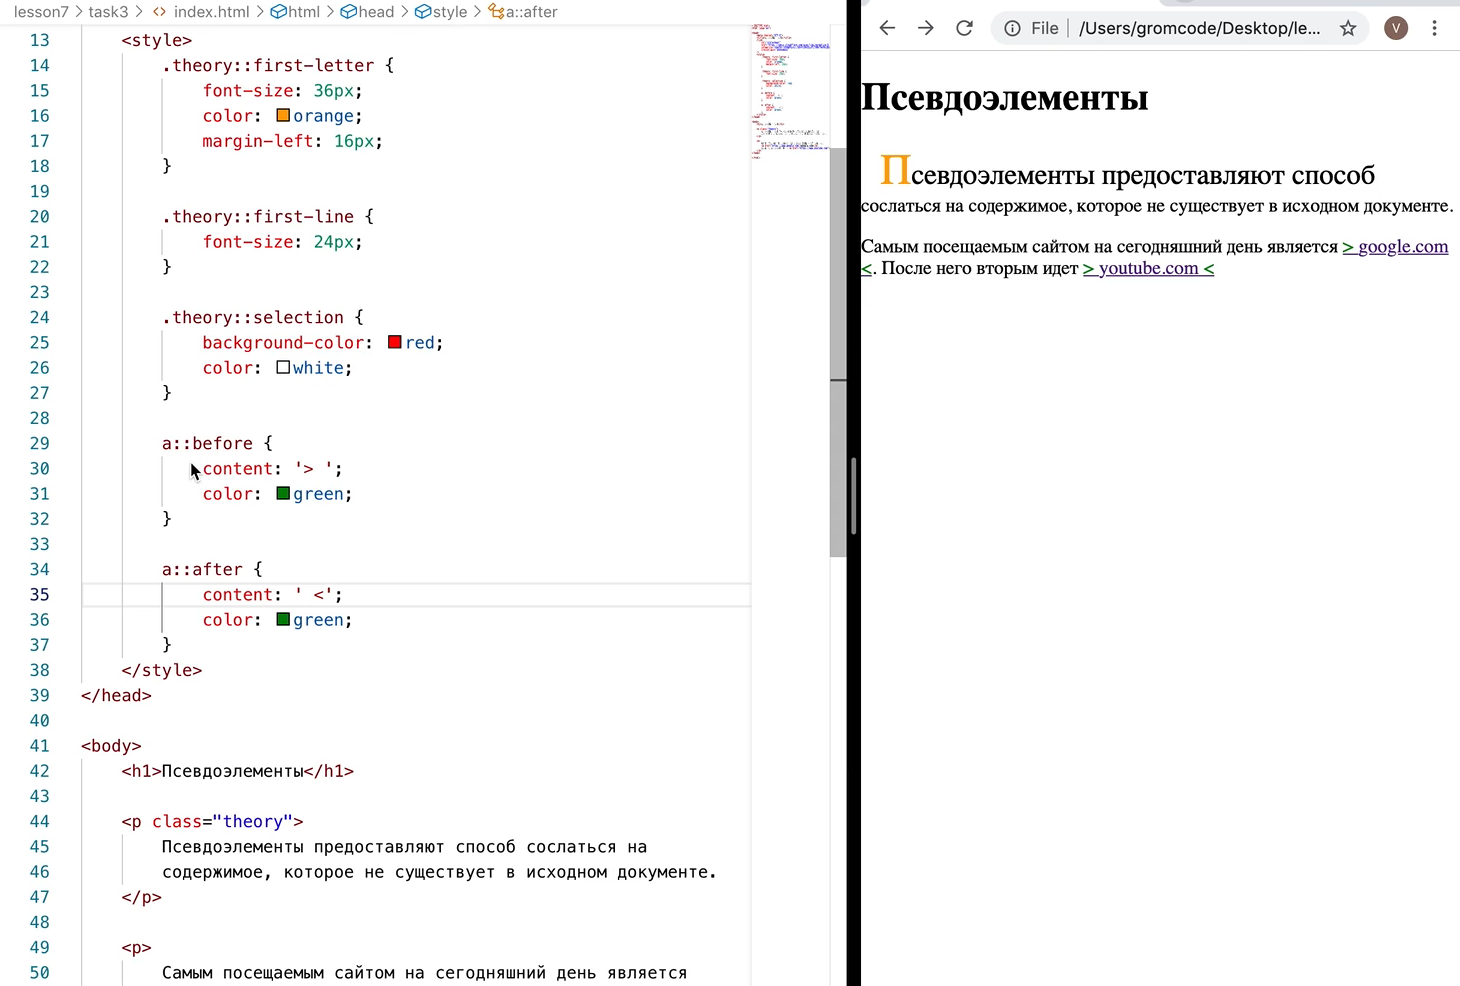 lesson7 > task3 > <> index.html > html > head > style > a::after
13 <style>
14 .theory::first-letter {
15 font-size: 36px;
16 color: orange;
17 margin-left: 16px;
18 }
19
20 .theory::first-line {
21 font-size: 24px;
22 }
23
24 .theory::selection {
25 background-color: red;
26 color: white;
27 }
28
29 a::before {
30 content: '> ';
31 color: green;
32 }
33
34 a::after {
35 content: ' <';
36 color: green;
37 }
38 </style>
39 </head>
40
41 <body>
42 <h1>Псевдоэлементы</h1>
43
44 <p class="theory">
45 Псевдоэлементы предоставляют способ сослаться на
46 содержимое, которое не существует в исходном документе.
47 </p>
48
49 <p>
50 Самым посещаемым сайтом на сегодняшний день является
File | /Users/gromcode/Desktop/le...
V
Псевдоэлементы
Псевдоэлементы предоставляют способ
сослаться на содержимое, которое не существует в исходном документе.
Самым посещаемым сайтом на сегодняшний день является > google.com
<. После него вторым идет > youtube.com <